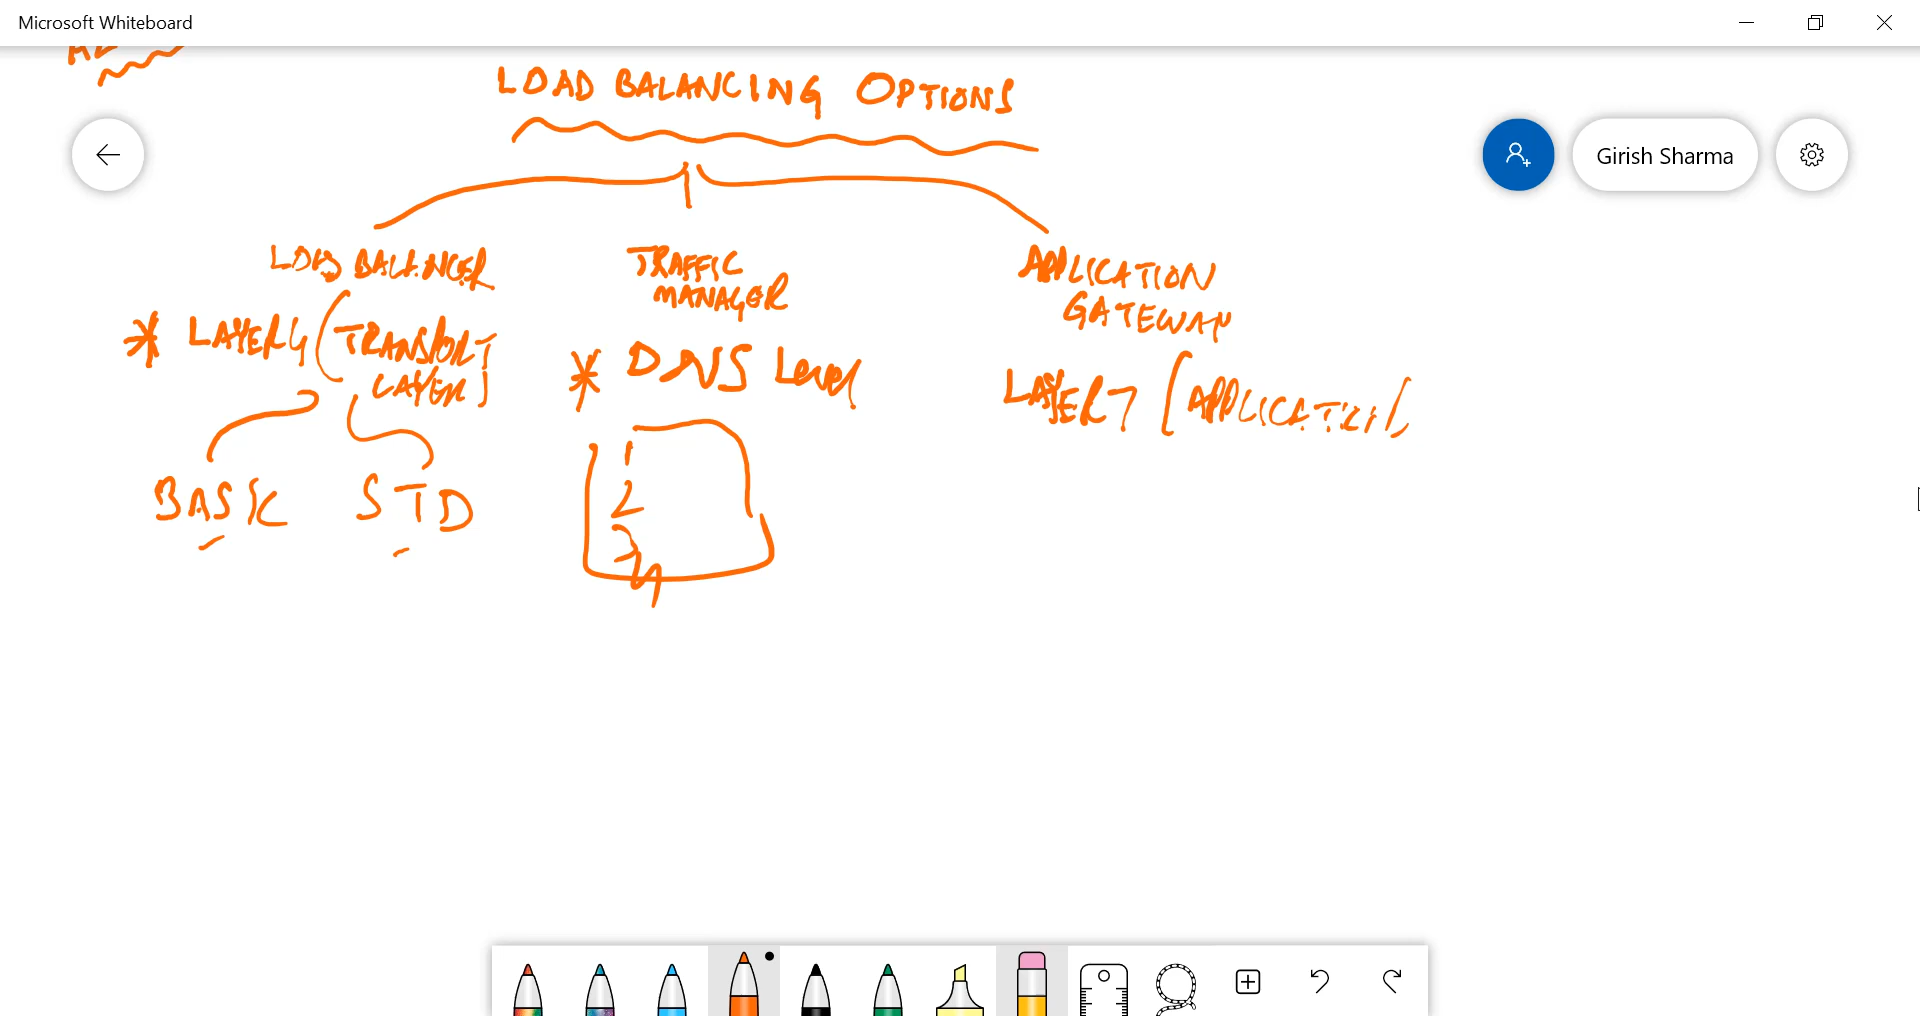 Microsoft Whiteboard
LOAD BALANCING OPTIONS
Girish Sharma
LOAD BALANCER
TRAFFIC
MANAGER
APPLICATION
GATEWAY
* LAYER 4 (TRANSPORT
LAYER)
* DNS Level
LAYER 7 (APPLICATION)
BASIC STD
1
2
3
4